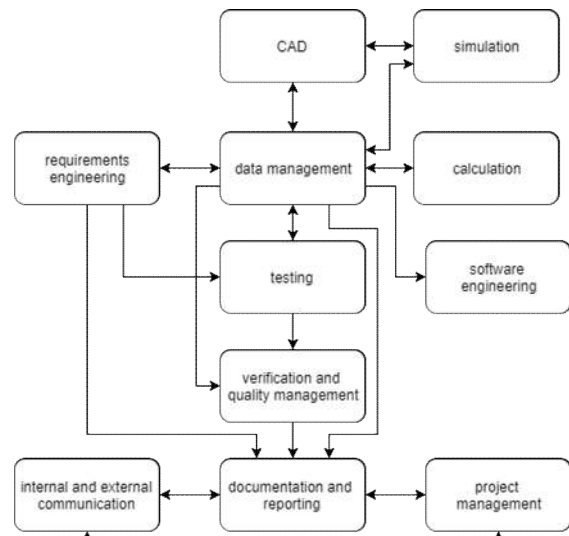 CAD
simulation
requirements
engineering
data management
calculation
testing
software
engineering
verification and
quality management
internal and external
communication
documentation and
reporting
project
management